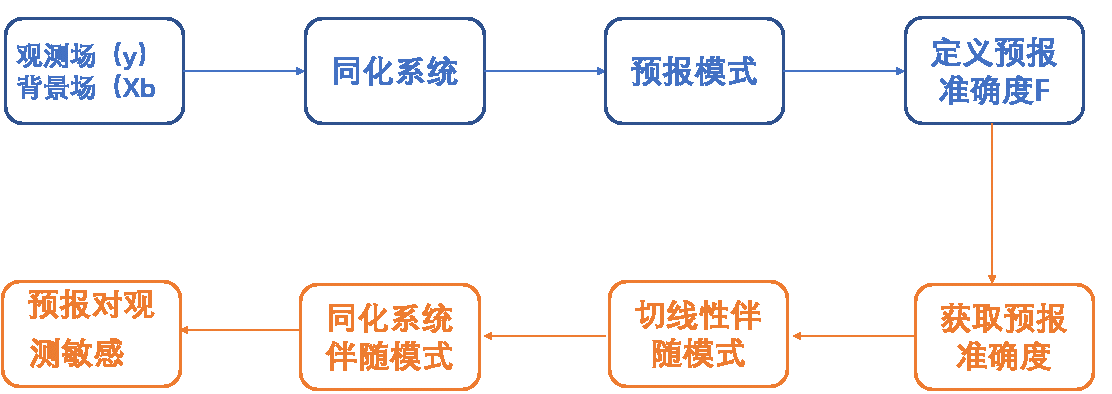 观测场（y）
背景场（Xb
同化系统
预报模式
定义预报
准确度F
预报对观
测敏感
同化系统
伴随模式
切线性伴
随模式
获取预报
准确度